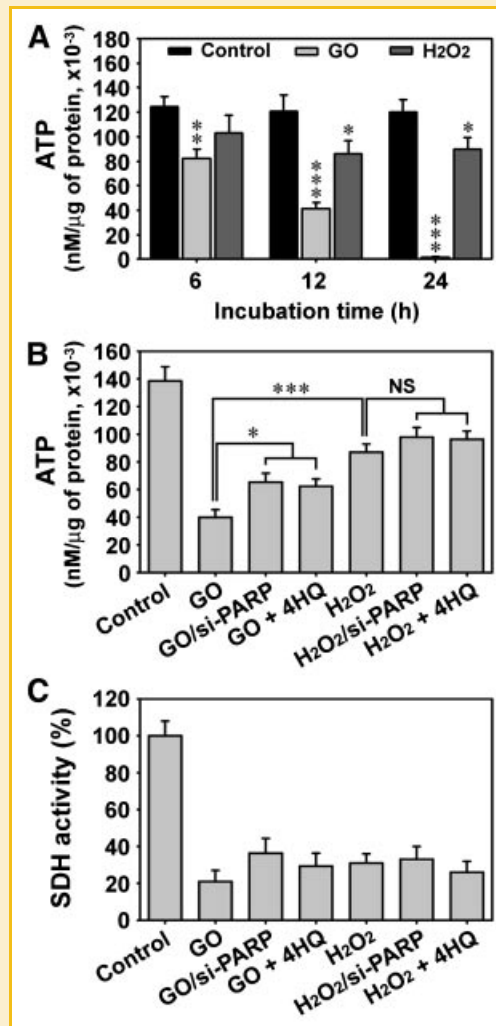 A
Control GO H₂O₂
ATP
(nM/µg of protein, x10⁻³)
160
140
120
100
80
60
40
20
0
**
***
*
***
*
6 12 24
Incubation time (h)
B
ATP
(nM/µg of protein, x10⁻³)
160
140
120
100
80
60
40
20
0
***
NS
*
Control
GO
GO/si-PARP
GO + 4HQ
H₂O₂
H₂O₂/si-PARP
H₂O₂ + 4HQ
C
SDH activity (%)
120
100
80
60
40
20
0
Control
GO
GO/si-PARP
GO + 4HQ
H₂O₂
H₂O₂/si-PARP
H₂O₂ + 4HQ